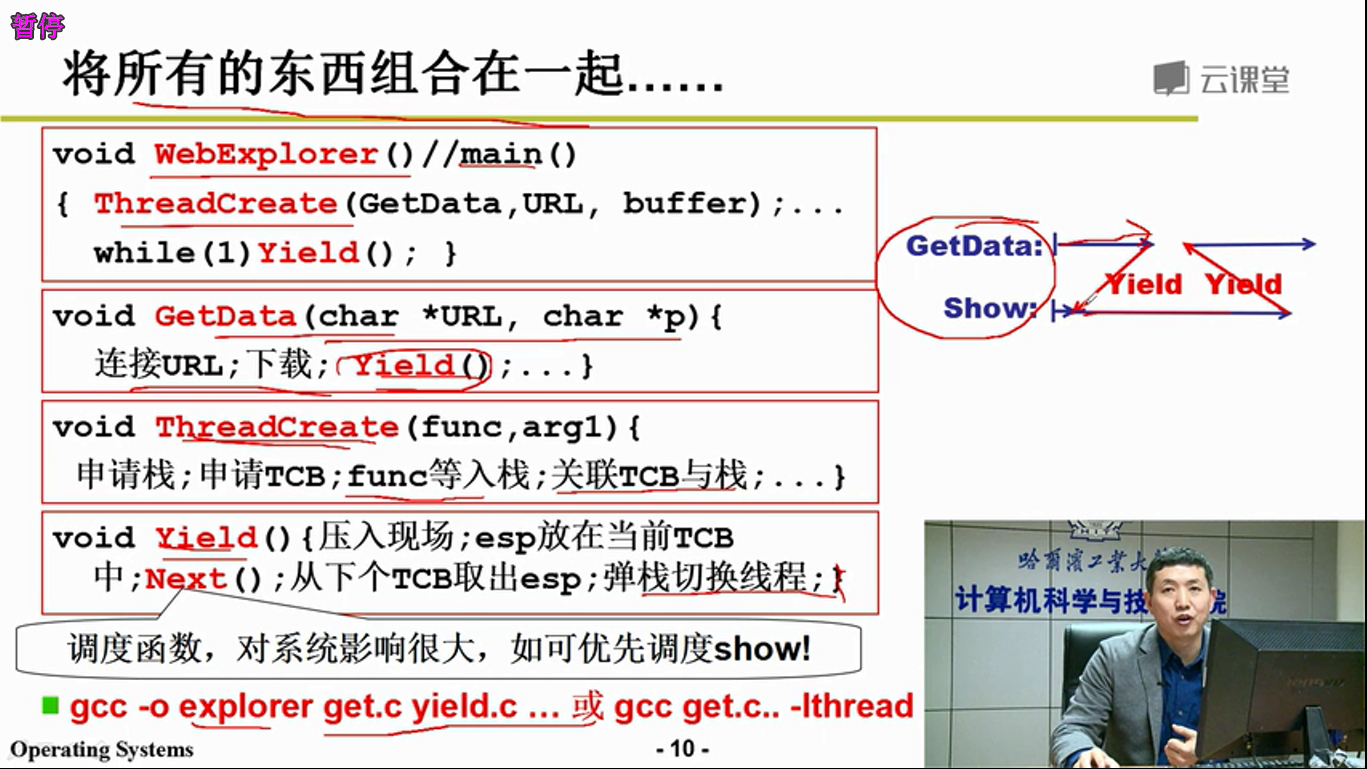 暂停
将所有的东西组合在一起……
云课堂
void WebExplorer()//main()
{ ThreadCreate(GetData,URL, buffer);...
while(1)Yield(); }
void GetData(char *URL, char *p){
连接URL;下载; Yield();...}
void ThreadCreate(func,arg1){
申请栈;申请TCB;func等入栈;关联TCB与栈;...}
void Yield(){压入现场;esp放在当前TCB
中;Next();从下个TCB取出esp;弹栈切换线程;}
调度函数，对系统影响很大，如可优先调度show!
gcc -o explorer get.c yield.c … 或 gcc get.c.. -lthread
GetData:
Yield Yield
Show:
哈尔滨工业大
计算机科学与技 院
Operating Systems
- 10 -